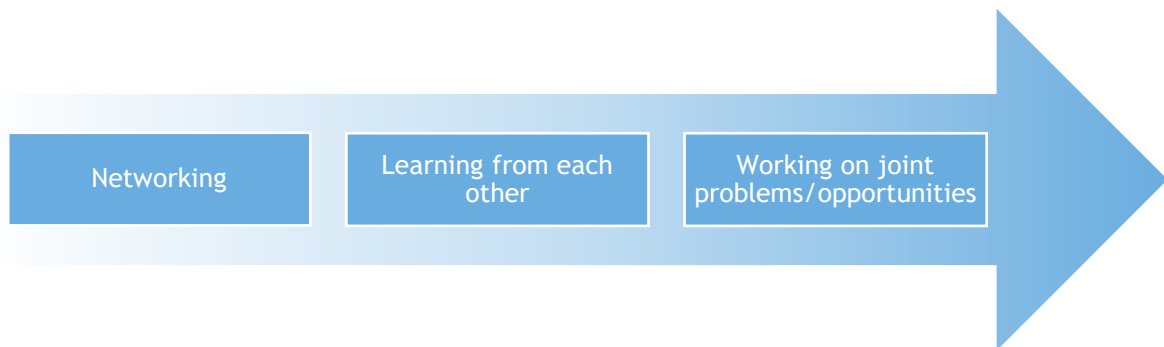 Networking
Learning from each
other
Working on joint
problems/opportunities